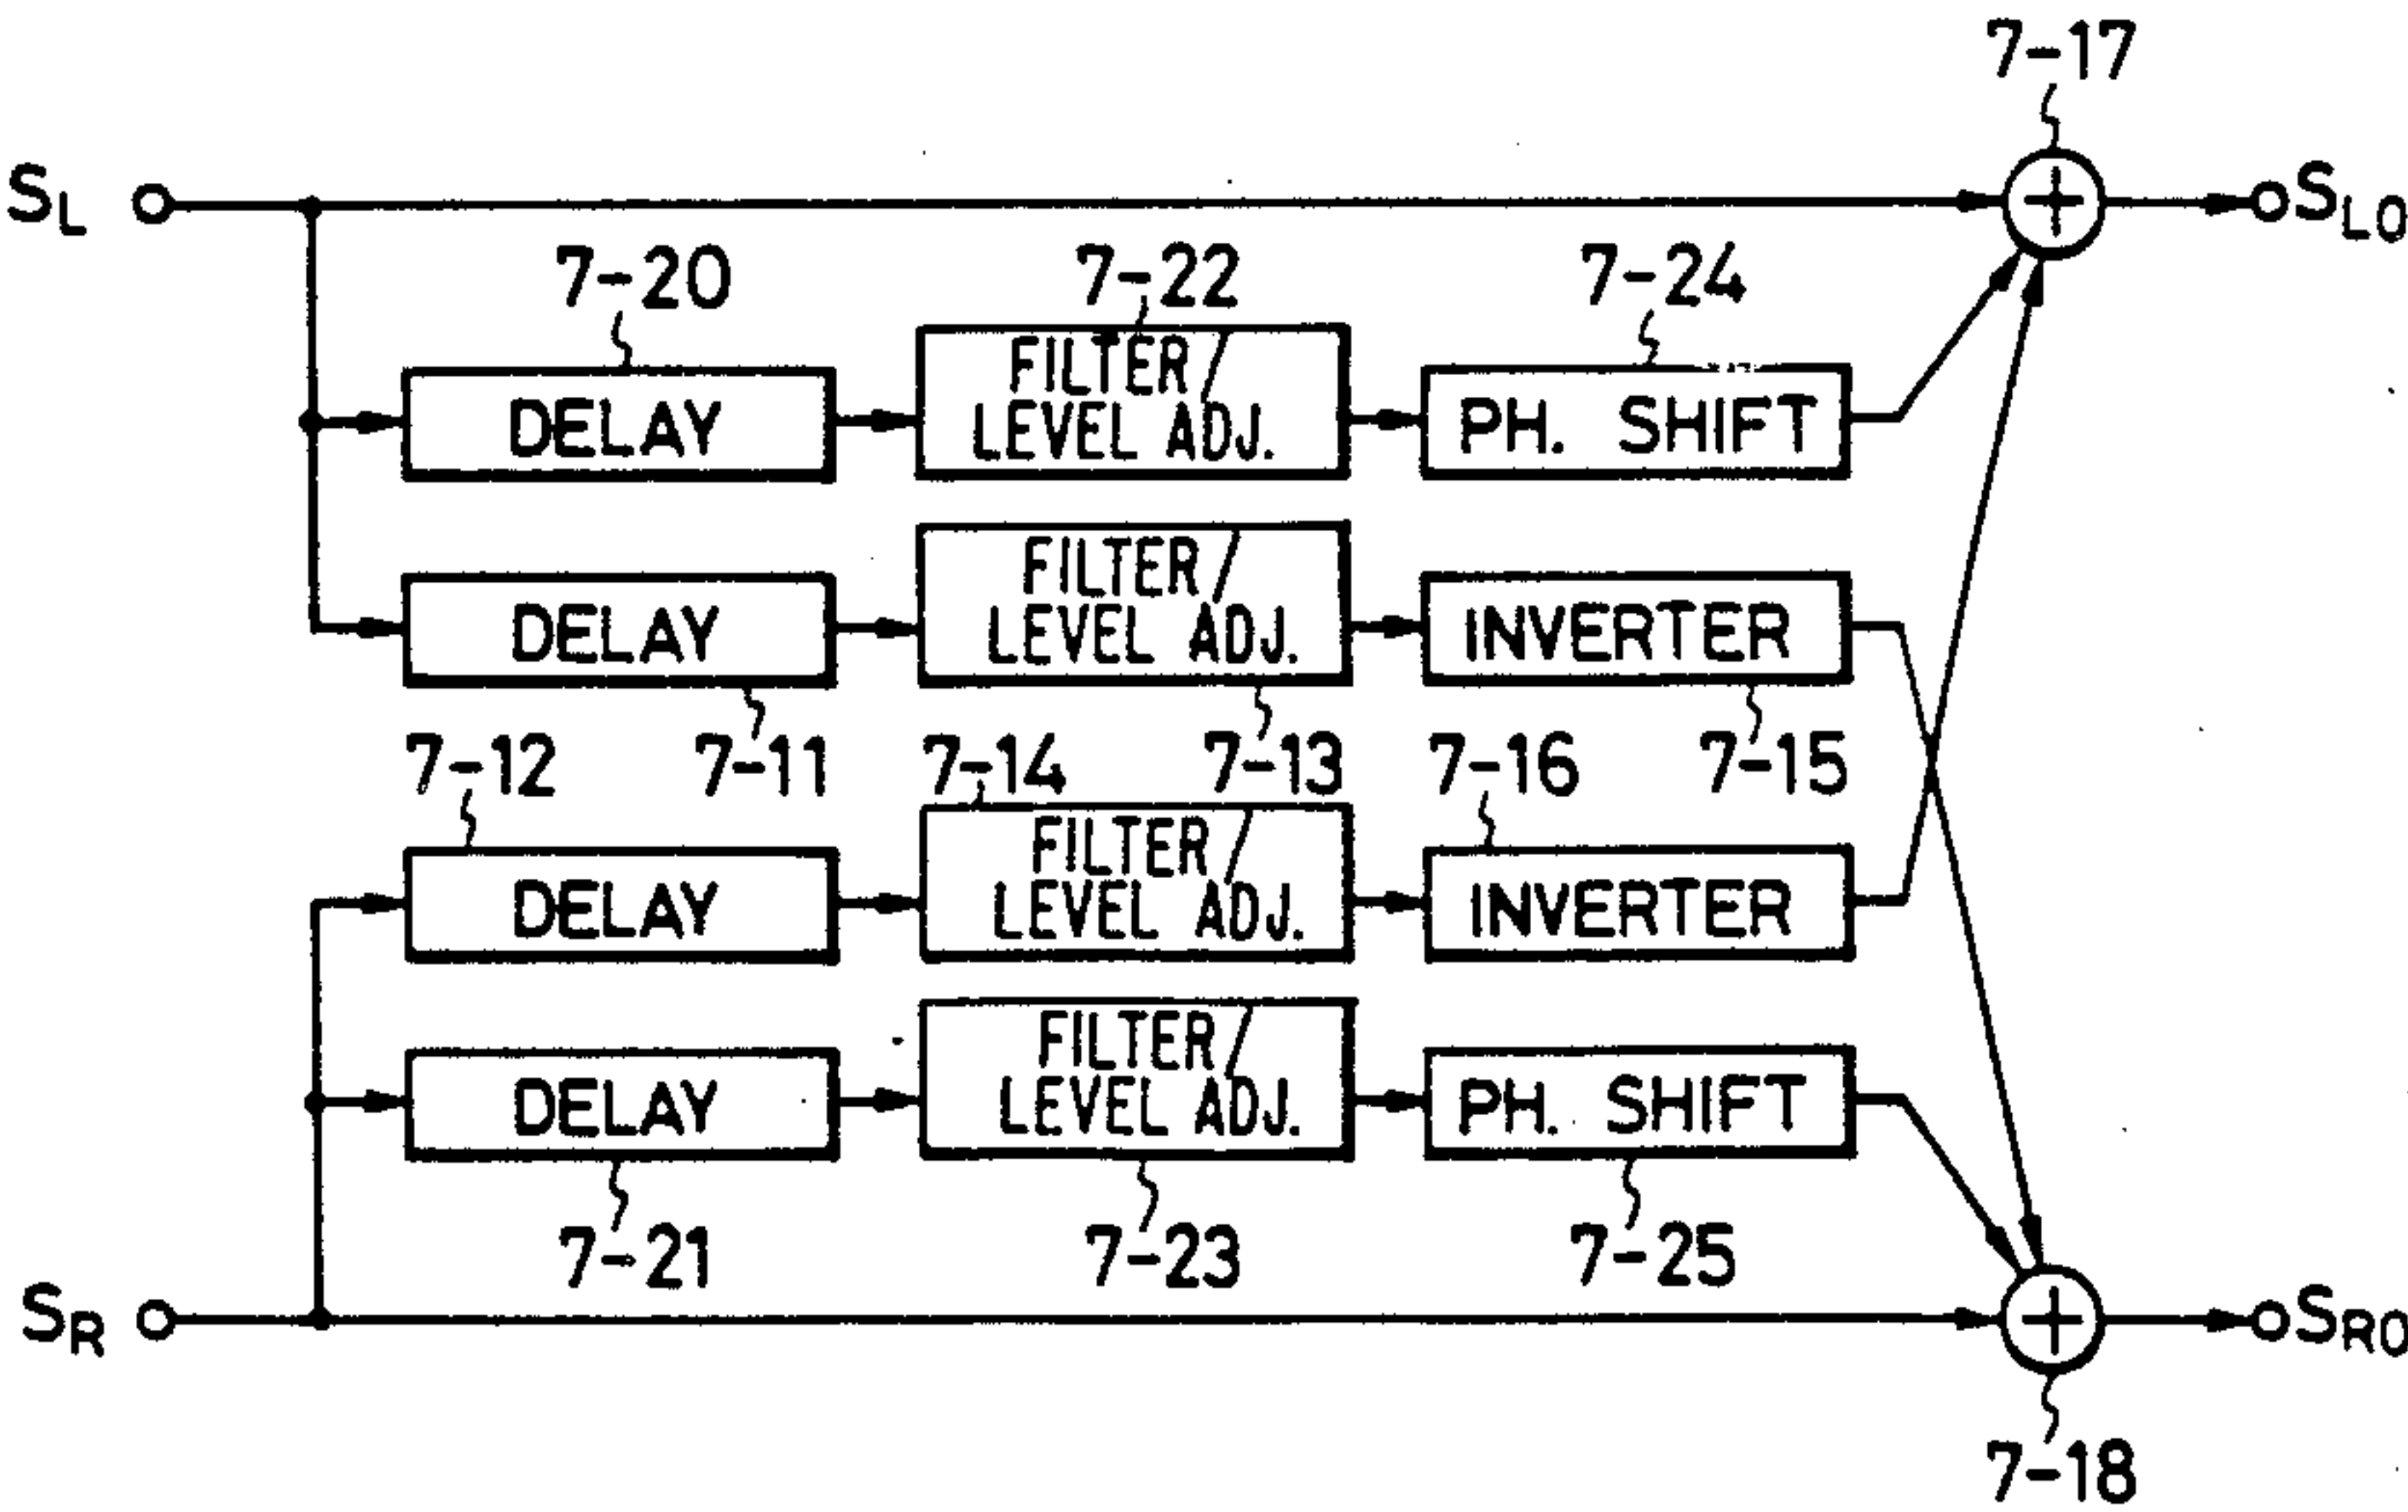 7-17
SL
SLO
7-20
7-22
7-24
DELAY
FILTER/
LEVEL ADJ.
PH. SHIFT
DELAY
FILTER/
LEVEL ADJ.
INVERTER
7-12
7-11
7-14
7-13
7-16
7-15
DELAY
FILTER/
LEVEL ADJ.
INVERTER
DELAY
FILTER/
LEVEL ADJ.
PH. SHIFT
7-21
7-23
7-25
SR
SRO
7-18